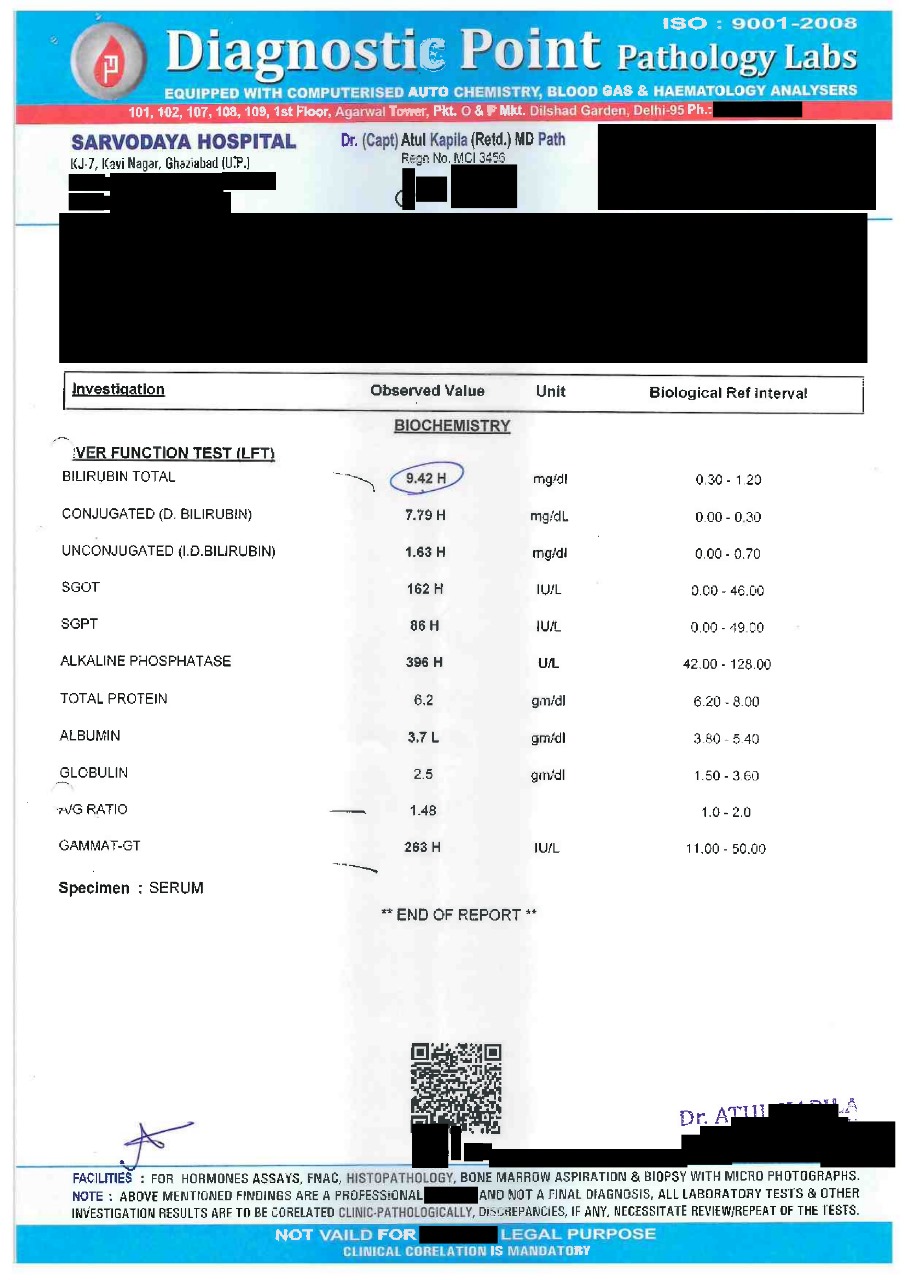 ISO : 9001-2008
Diagnostic Point Pathology Labs
EQUIPPED WITH COMPUTERISED AUTO CHEMISTRY, BLOOD GAS & HAEMATOLOGY ANALYSERS
101, 102, 107, 108, 109, 1st Floor, Agarwal Tower, Pkt. O & P Mkt. Dilshad Garden, Delhi-95 Ph.:
SARVODAYA HOSPITAL Dr. (Capt) Atul Kapila (Retd.) MD Path
KJ-7, Kavi Nagar, Ghaziabad (U.P.) Regn No. MCI 3456
Investigation Observed Value Unit Biological Ref Interval
BIOCHEMISTRY
IVER FUNCTION TEST (LFT)
BILIRUBIN TOTAL 9.42 H mg/dl 0.30 - 1.20
CONJUGATED (D. BILIRUBIN) 7.79 H mg/dL 0.00 - 0.30
UNCONJUGATED (I.D.BILIRUBIN) 1.63 H mg/dl 0.00 - 0.70
SGOT 162 H IU/L 0.00 - 46.00
SGPT 86 H IU/L 0.00 - 49.00
ALKALINE PHOSPHATASE 396 H U/L 42.00 - 128.00
TOTAL PROTEIN 6.2 gm/dl 6.20 - 8.00
ALBUMIN 3.7 L gm/dl 3.80 - 5.40
GLOBULIN 2.5 gm/dl 1.50 - 3.60
A/G RATIO 1.48 1.0 - 2.0
GAMMAT-GT 263 H IU/L 11.00 - 50.00
Specimen : SERUM
** END OF REPORT **
Dr. ATUL KAPILA
FACILITIES : FOR HORMONES ASSAYS, FNAC, HISTOPATHOLOGY, BONE MARROW ASPIRATION & BIOPSY WITH MICRO PHOTOGRAPHS.
NOTE : ABOVE MENTIONED FINDINGS ARE A PROFESSIONAL AND NOT A FINAL DIAGNOSIS, ALL LABORATORY TESTS & OTHER
INVESTIGATION RESULTS ARE TO BE CORELATED CLINIC-PATHOLOGICALLY, DISCREPANCIES, IF ANY, NECESSITATE REVIEW/REPEAT OF THE TESTS.
NOT VAILD FOR LEGAL PURPOSE
CLINICAL CORELATION IS MANDATORY